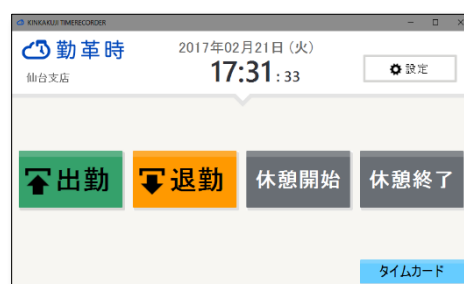 KINKAKUJI TIMERECORDER
勤革時
仙台支店
2017年02月21日（火）
17:31:33
設定
出勤
退勤
休憩開始
休憩終了
タイムカード